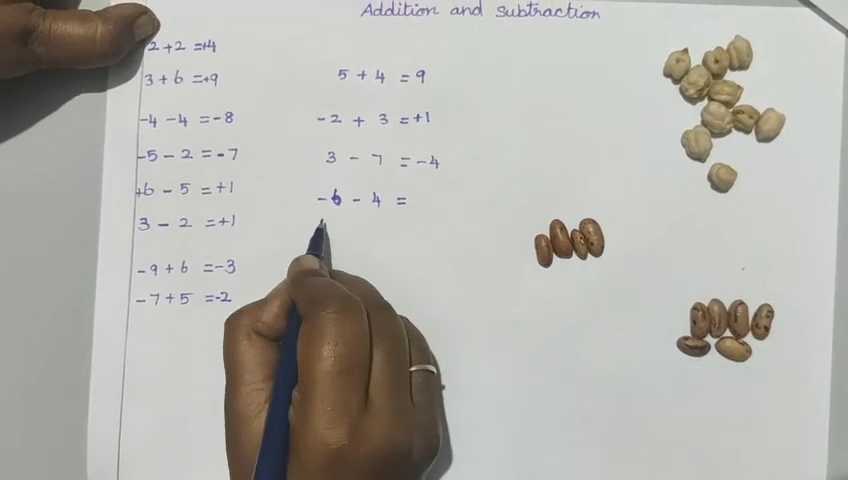 Addition and subtraction
2 + 2 = +4
3 + 6 = +9
-4 - 4 = -8
-5 - 2 = -7
+6 - 5 = +1
3 - 2 = +1
-9 + 6 = -3
-7 + 5 = -2
5 + 4 = 9
-2 + 3 = +1
3 - 7 = -4
-6 - 4 =